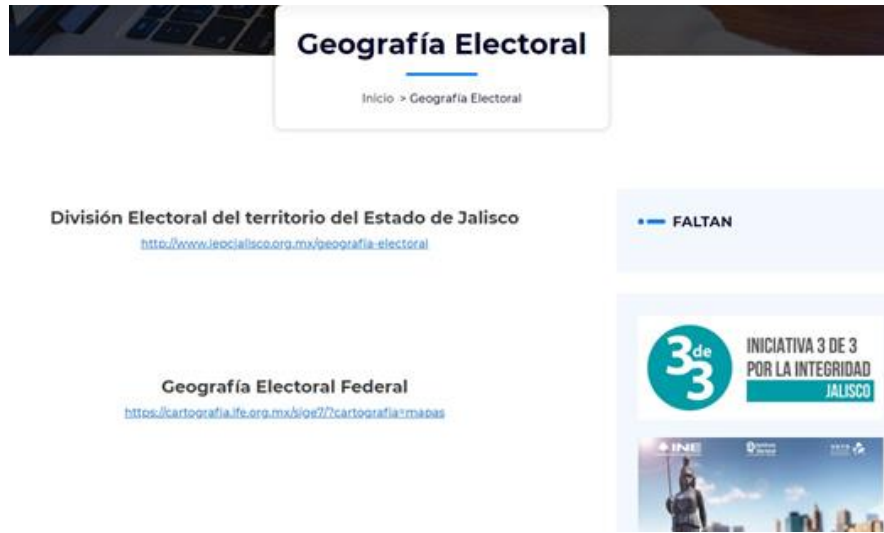 Geografía Electoral
Inicio > Geografía Electoral
División Electoral del territorio del Estado de Jalisco
http://www.iepcjalisco.org.mx/geografia-electoral
FALTAN
Geografía Electoral Federal
https://cartografia.ife.org.mx/sige7/?cartografia=mapas
3 de 3
INICIATIVA 3 DE 3
POR LA INTEGRIDAD
JALISCO
INE